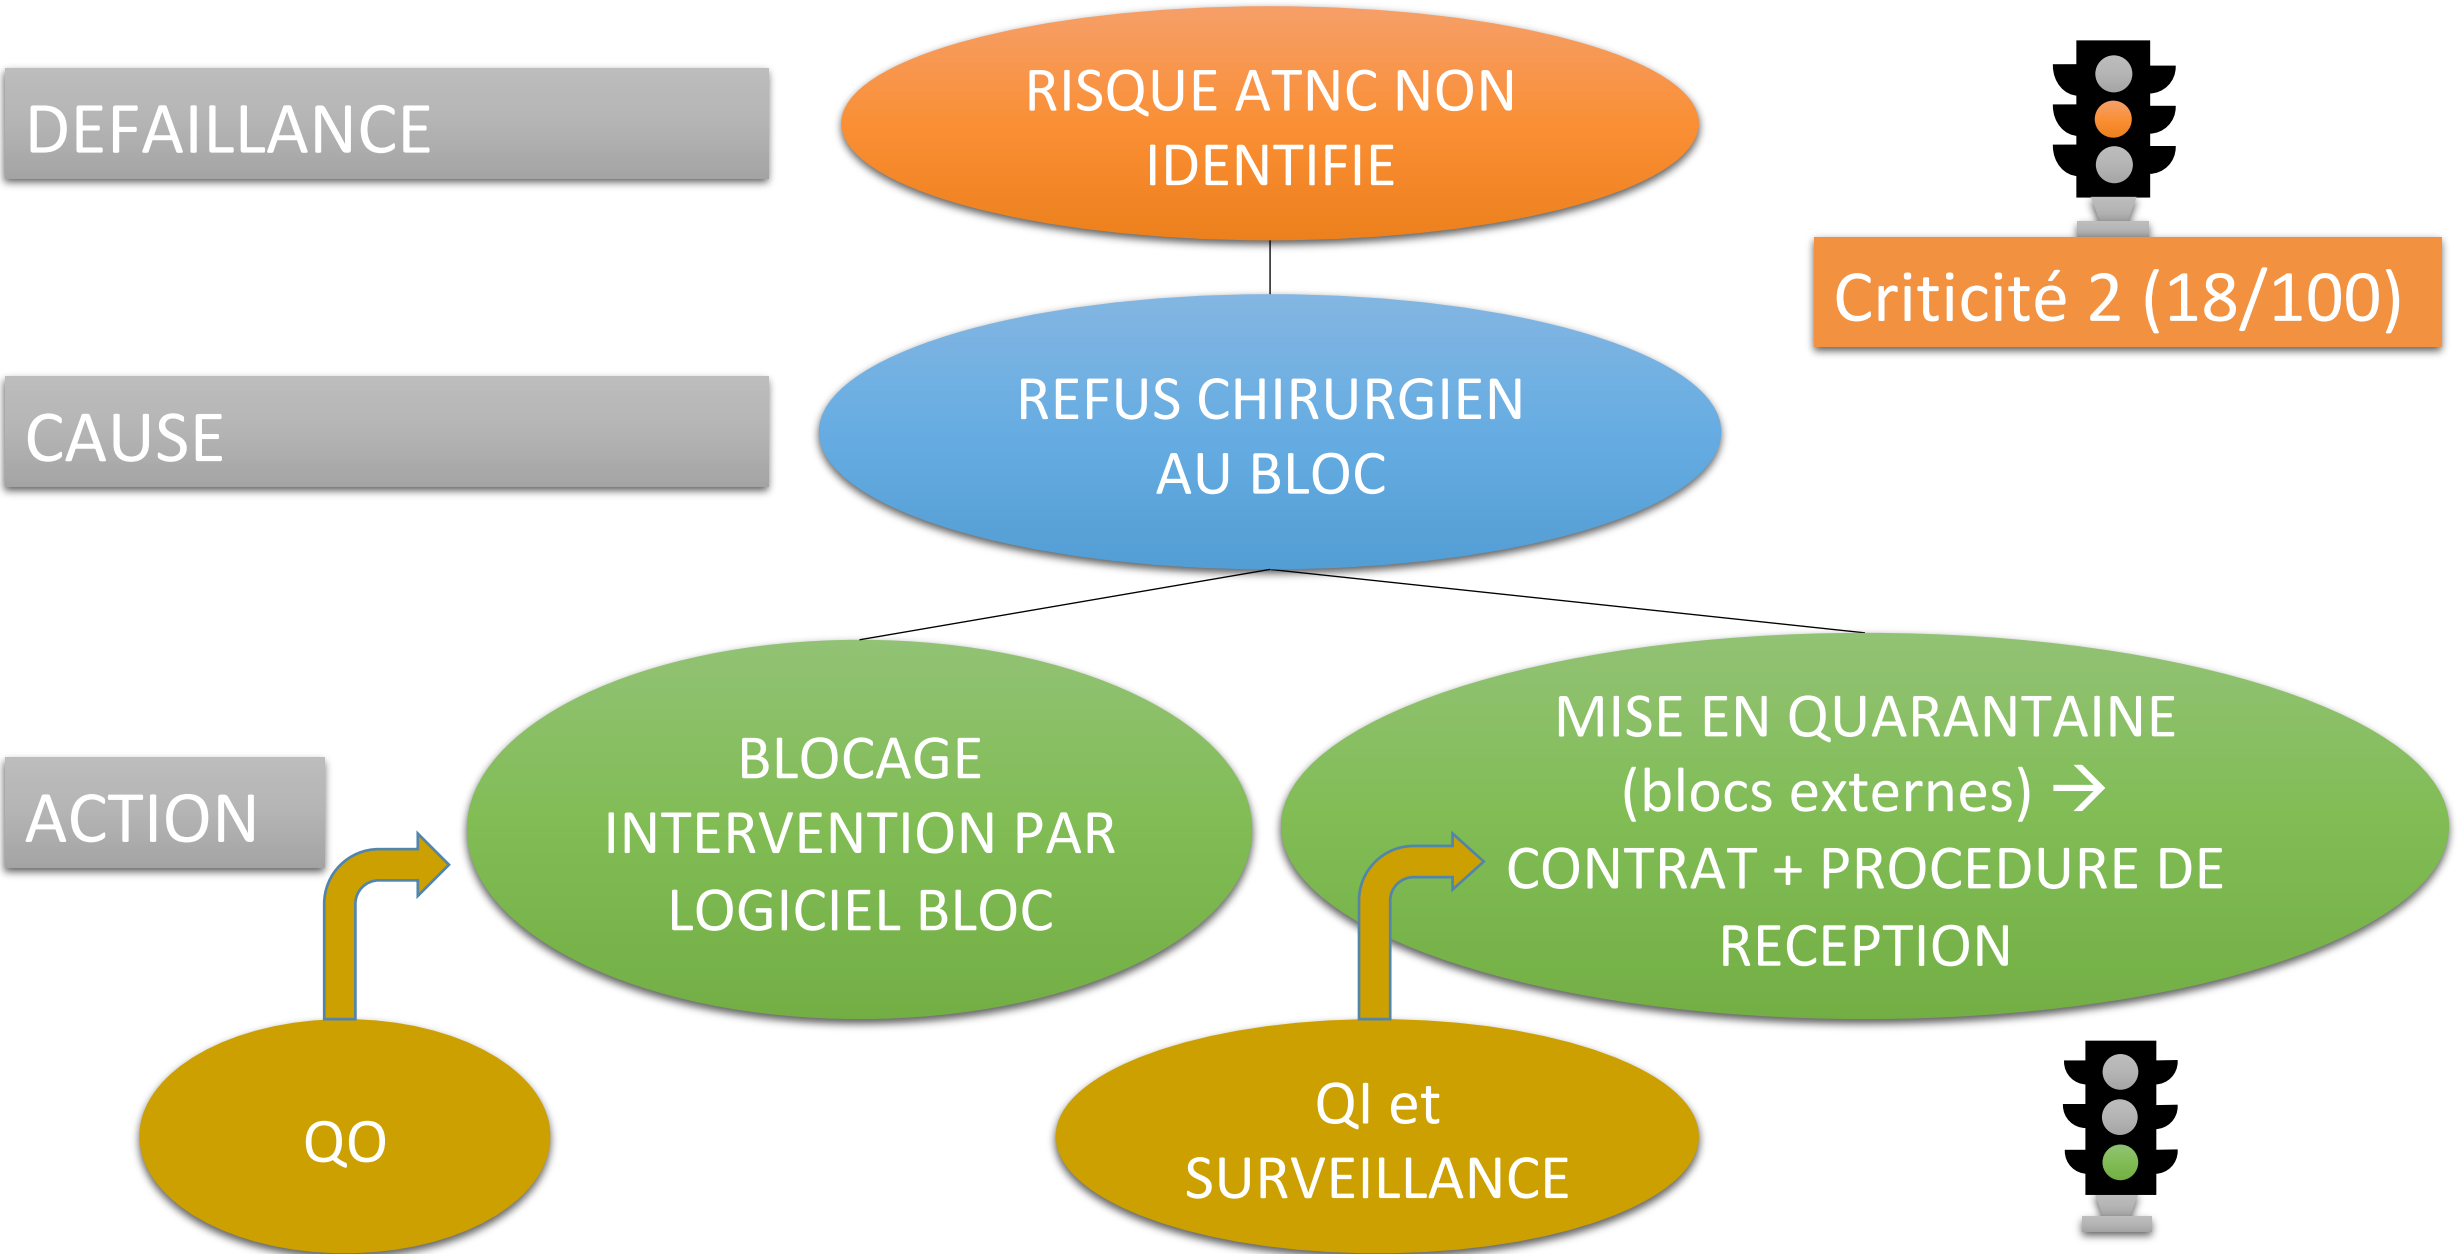 DEFAILLANCE
RISQUE ATNC NON
IDENTIFIE
Criticité 2 (18/100)
CAUSE
REFUS CHIRURGIEN
AU BLOC
ACTION
BLOCAGE
INTERVENTION PAR
LOGICIEL BLOC
MISE EN QUARANTAINE
(blocs externes) →
CONTRAT + PROCEDURE DE
RECEPTION
QO
QI et
SURVEILLANCE